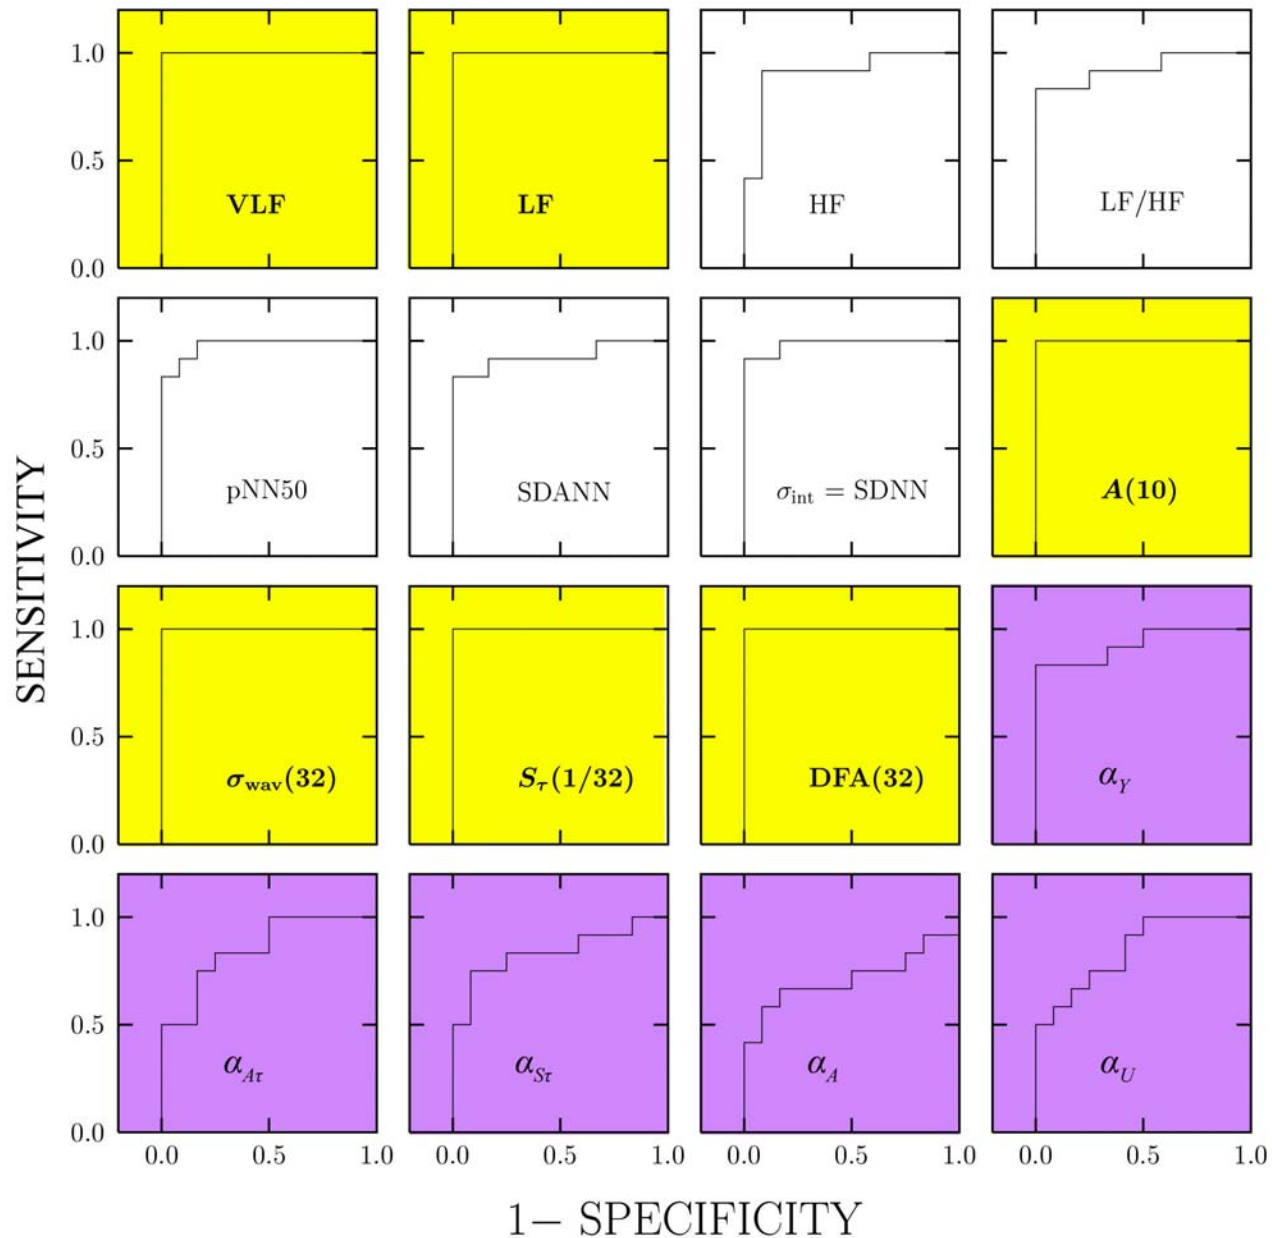 SENSITIVITY
1.0
0.5
0.0
VLF
LF
HF
LF/HF
1.0
0.5
0.0
pNN50
SDANN
σint = SDNN
A(10)
1.0
0.5
0.0
σwav(32)
Sτ(1/32)
DFA(32)
αY
1.0
0.5
0.0
αAτ
αSτ
αA
αU
0.0 0.5 1.0 0.0 0.5 1.0 0.0 0.5 1.0 0.0 0.5 1.0
1− SPECIFICITY